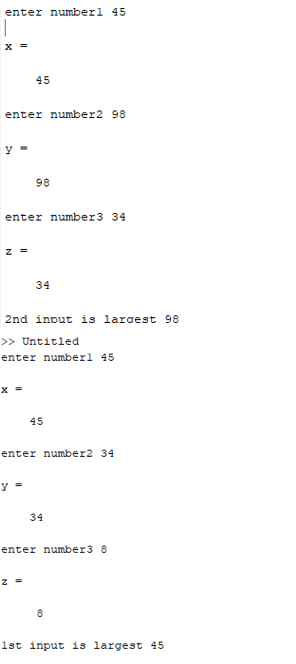 enter number1 45
x =
45
enter number2 98
y =
98
enter number3 34
z =
34
2nd input is largest 98
>> Untitled
enter number1 45
x =
45
enter number2 34
y =
34
enter number3 8
z =
8
1st input is largest 45